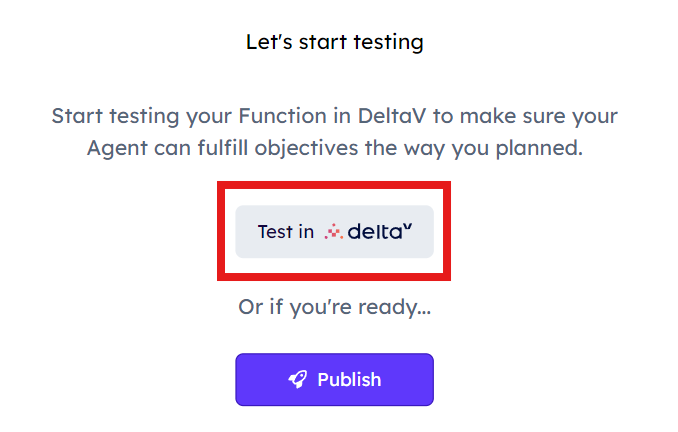 Let's start testing
Start testing your Function in DeltaV to make sure your
Agent can fulfill objectives the way you planned.
Test in deltaV
Or if you're ready...
Publish